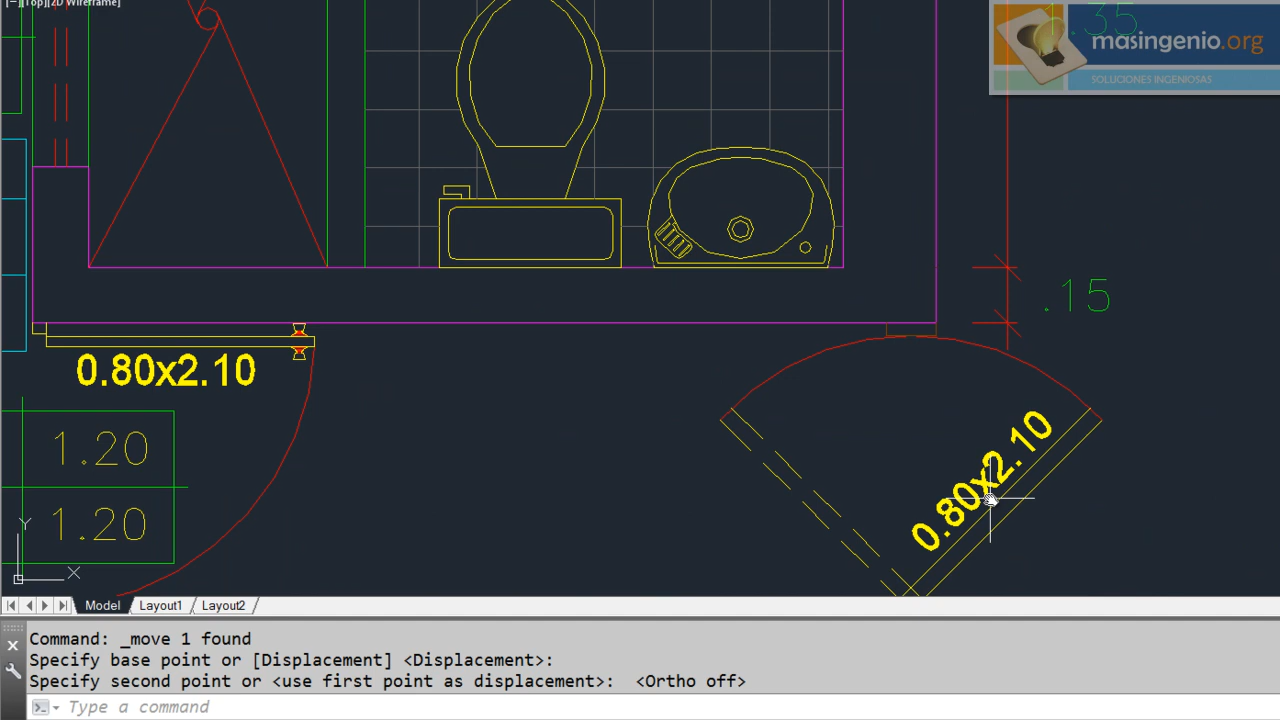 [−][Top][2D Wireframe]
1.35
masingenio.org
SOLUCIONES INGENIOSAS
.15
0.80x2.10
0.80x2.10
1.20
1.20
Y
X
Model Layout1 Layout2
Command: _move 1 found
Specify base point or [Displacement] <Displacement>:
Specify second point or <use first point as displacement>:  <Ortho off>
Type a command